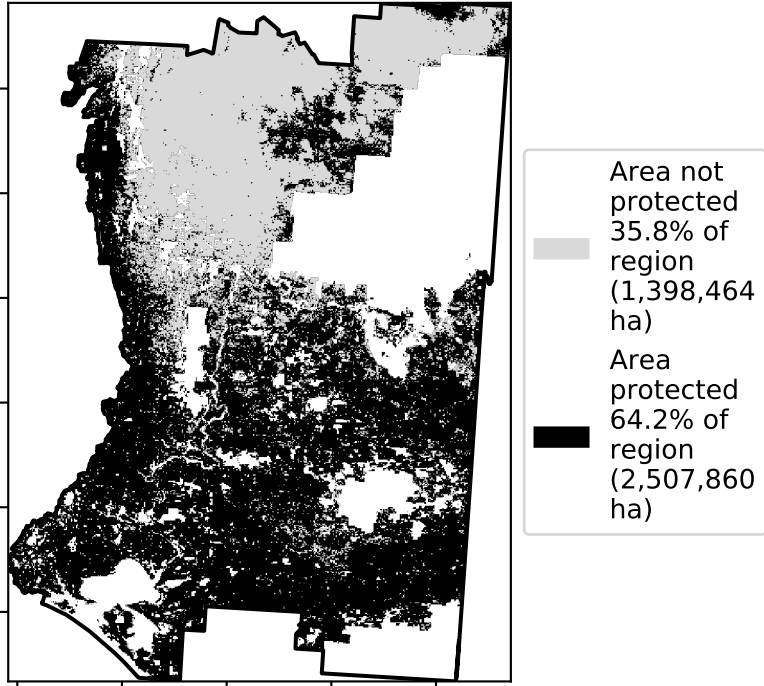 Area not
protected
35.8% of
region
(1,398,464
ha)
Area
protected
64.2% of
region
(2,507,860
ha)